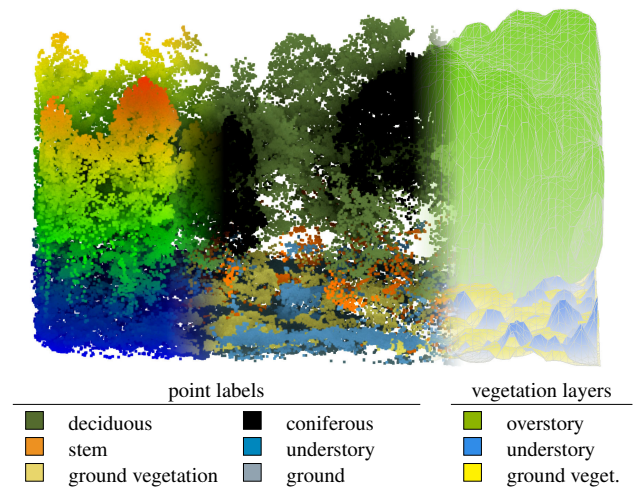 point labels
vegetation layers
deciduous coniferous overstory
stem understory understory
ground vegetation ground ground veget.